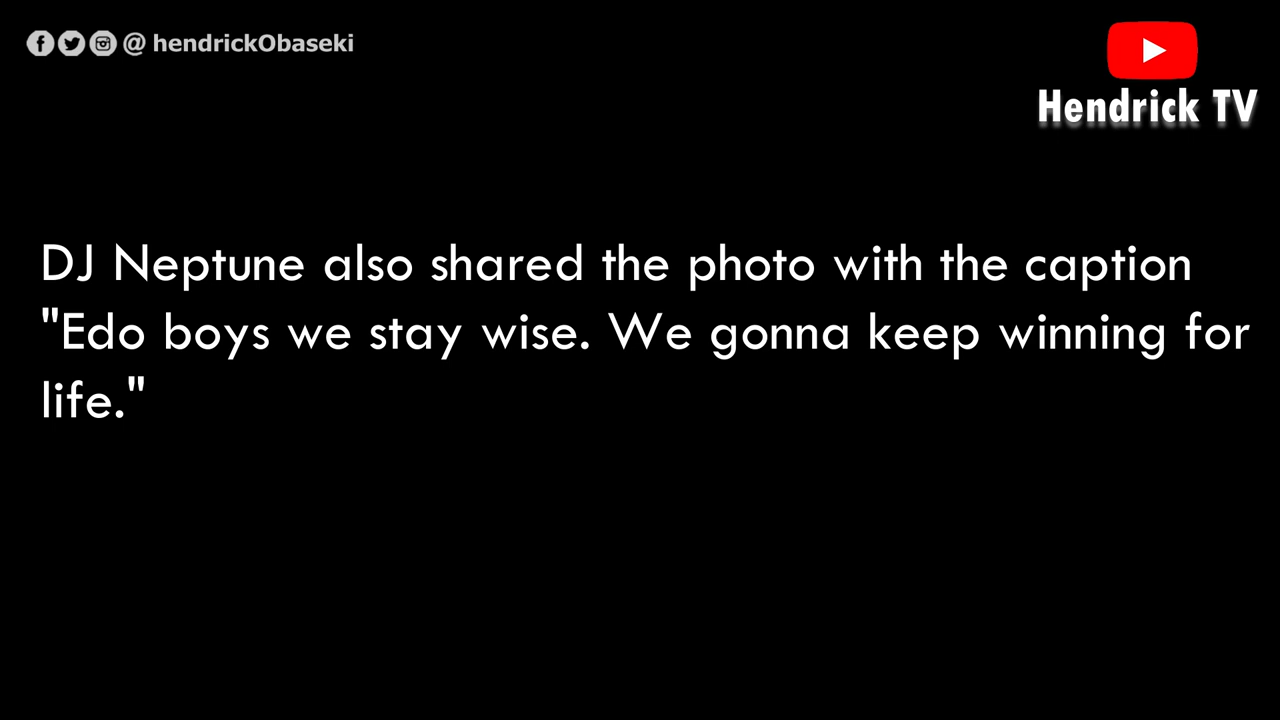 @ hendrickObaseki
Hendrick TV
DJ Neptune also shared the photo with the caption
"Edo boys we stay wise. We gonna keep winning for
life."